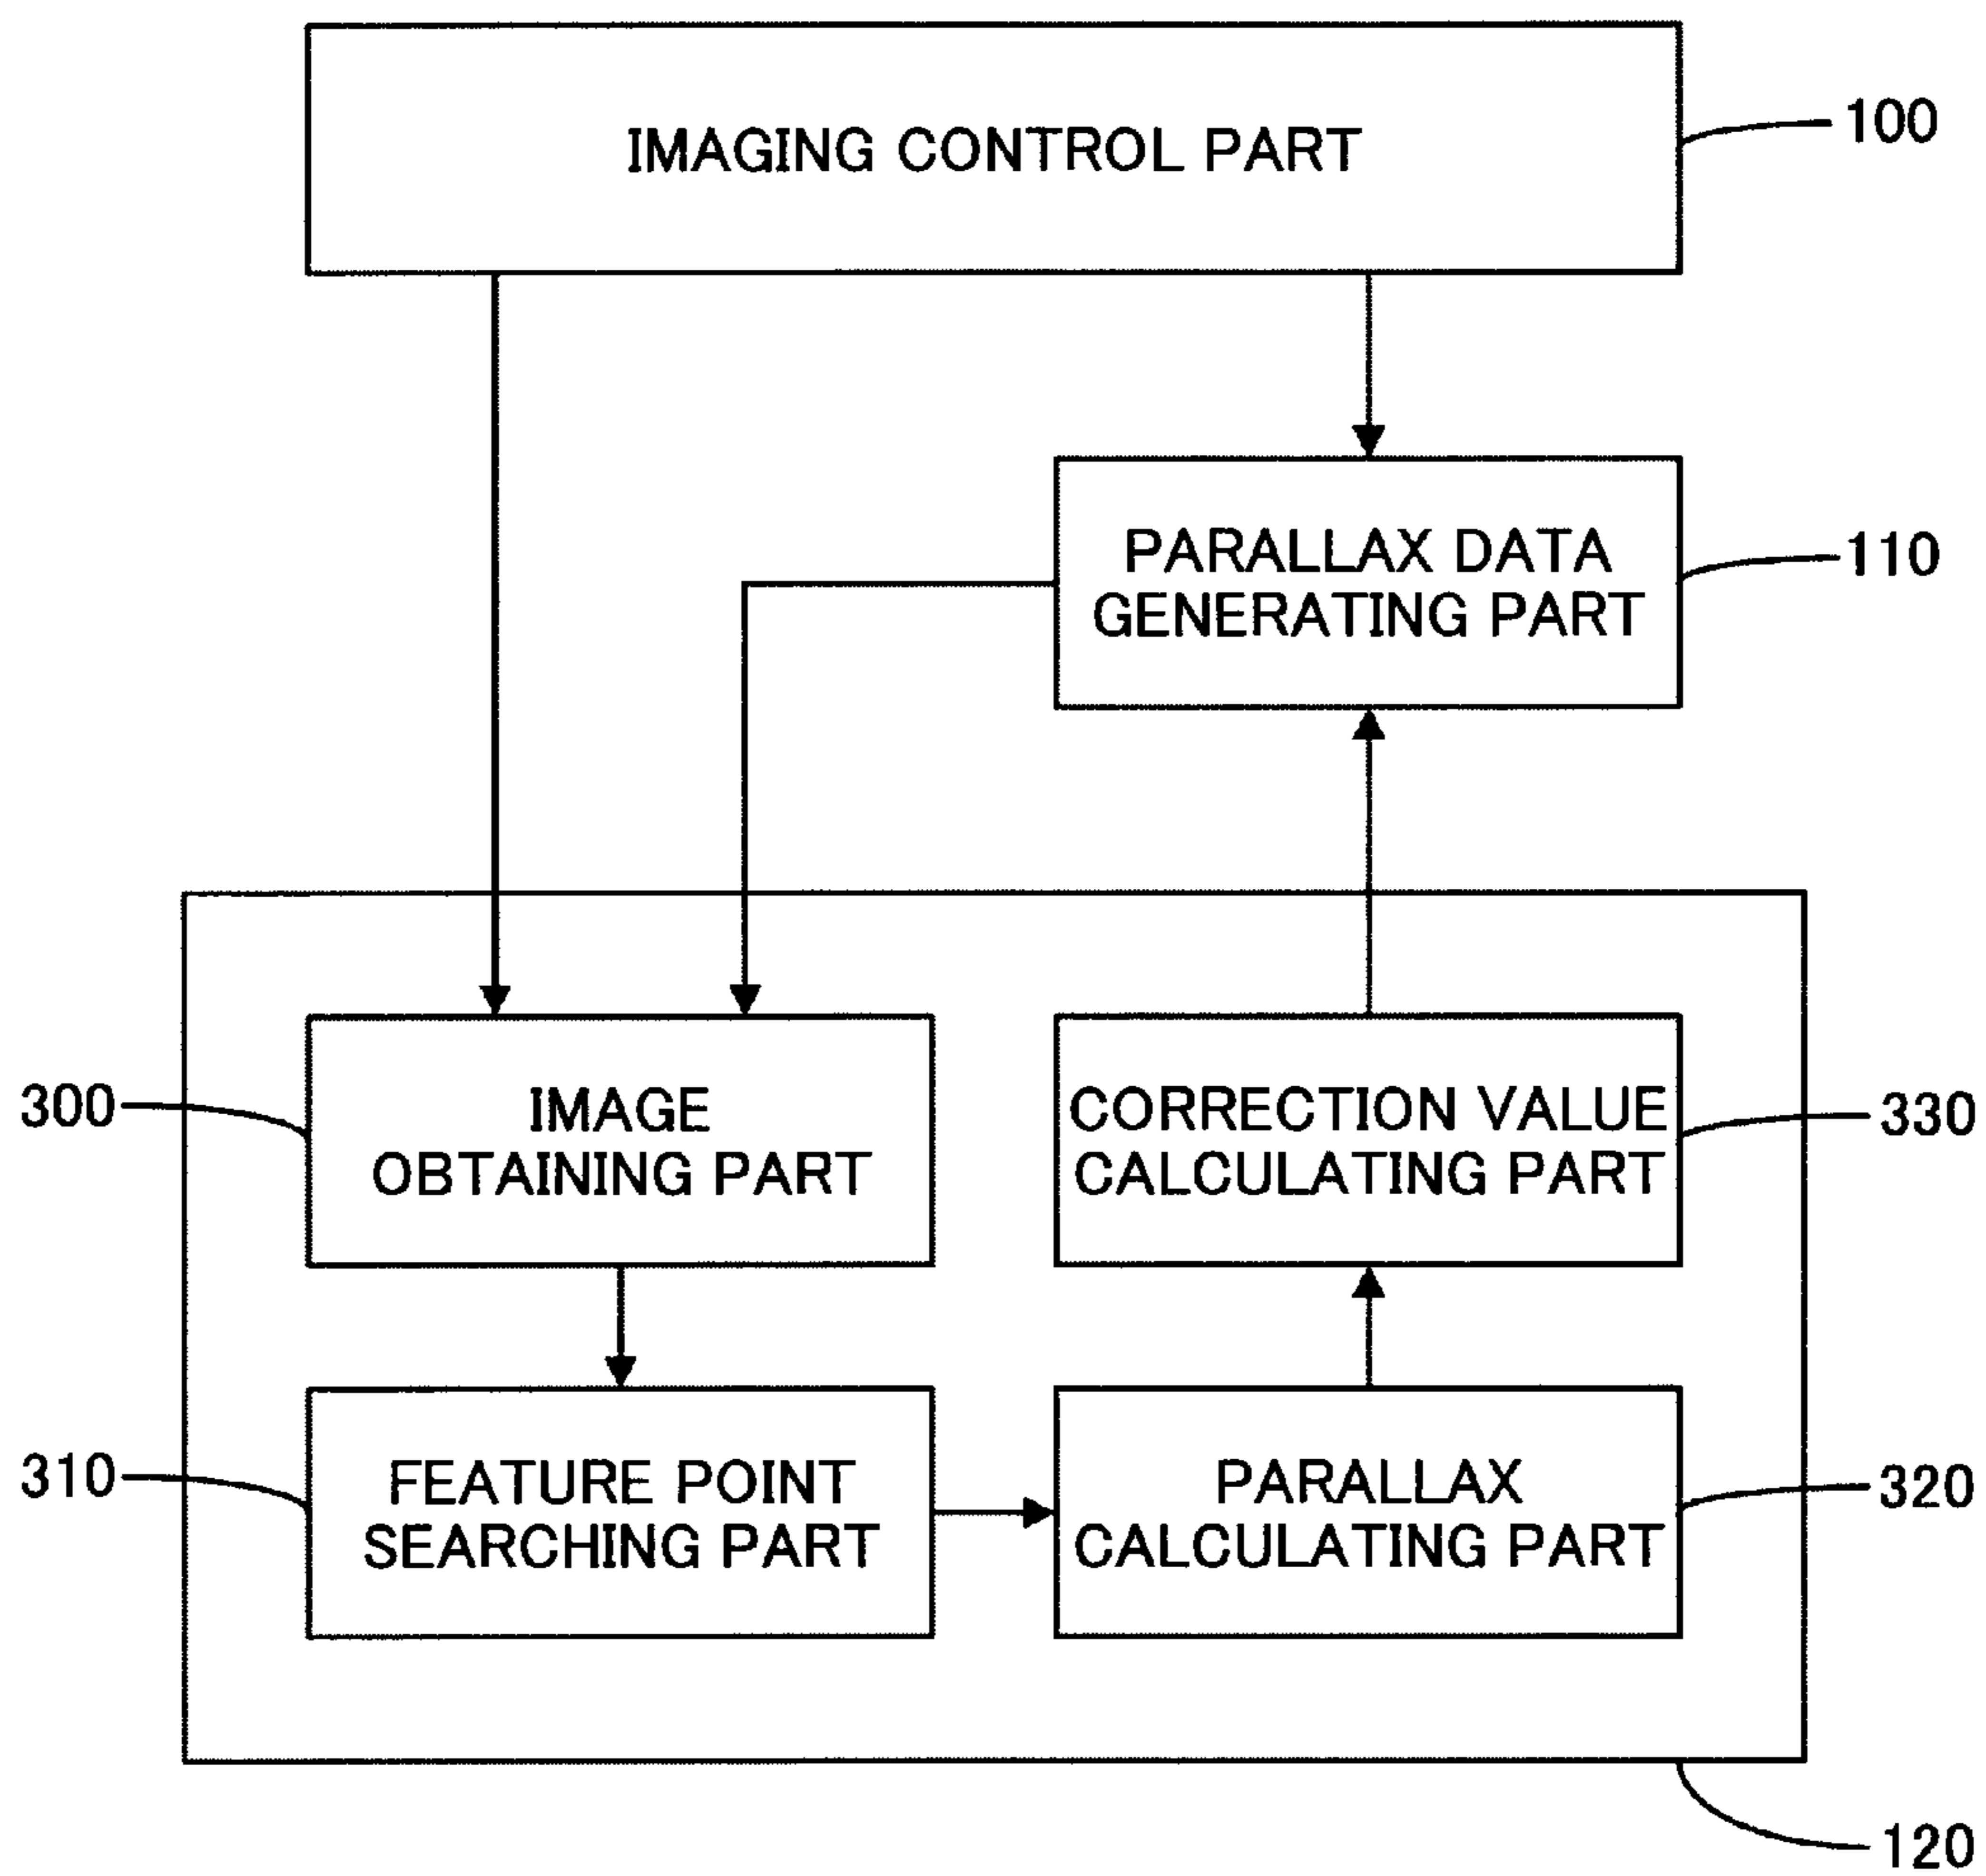 IMAGING CONTROL PART
100
PARALLAX DATA
GENERATING PART
110
300
IMAGE
OBTAINING PART
CORRECTION VALUE
CALCULATING PART
330
310
FEATURE POINT
SEARCHING PART
PARALLAX
CALCULATING PART
320
120